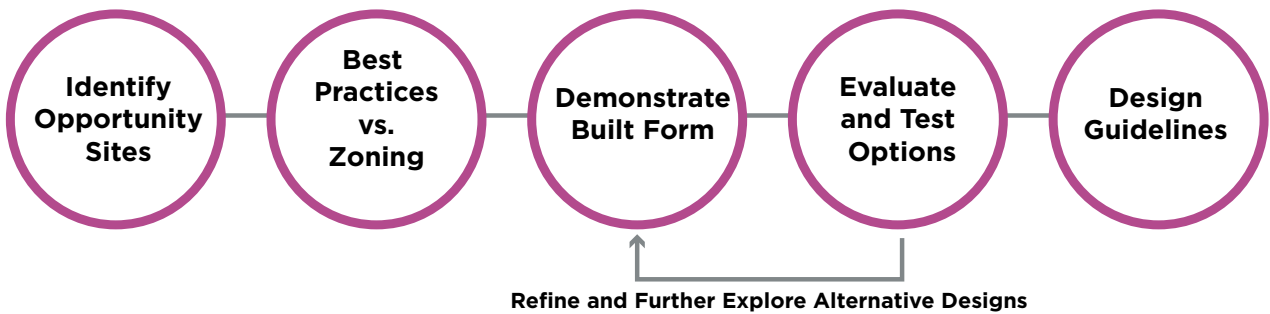 Identify
Opportunity
Sites
Best
Practices
vs.
Zoning
Demonstrate
Built Form
Evaluate
and Test
Options
Design
Guidelines
Refine and Further Explore Alternative Designs